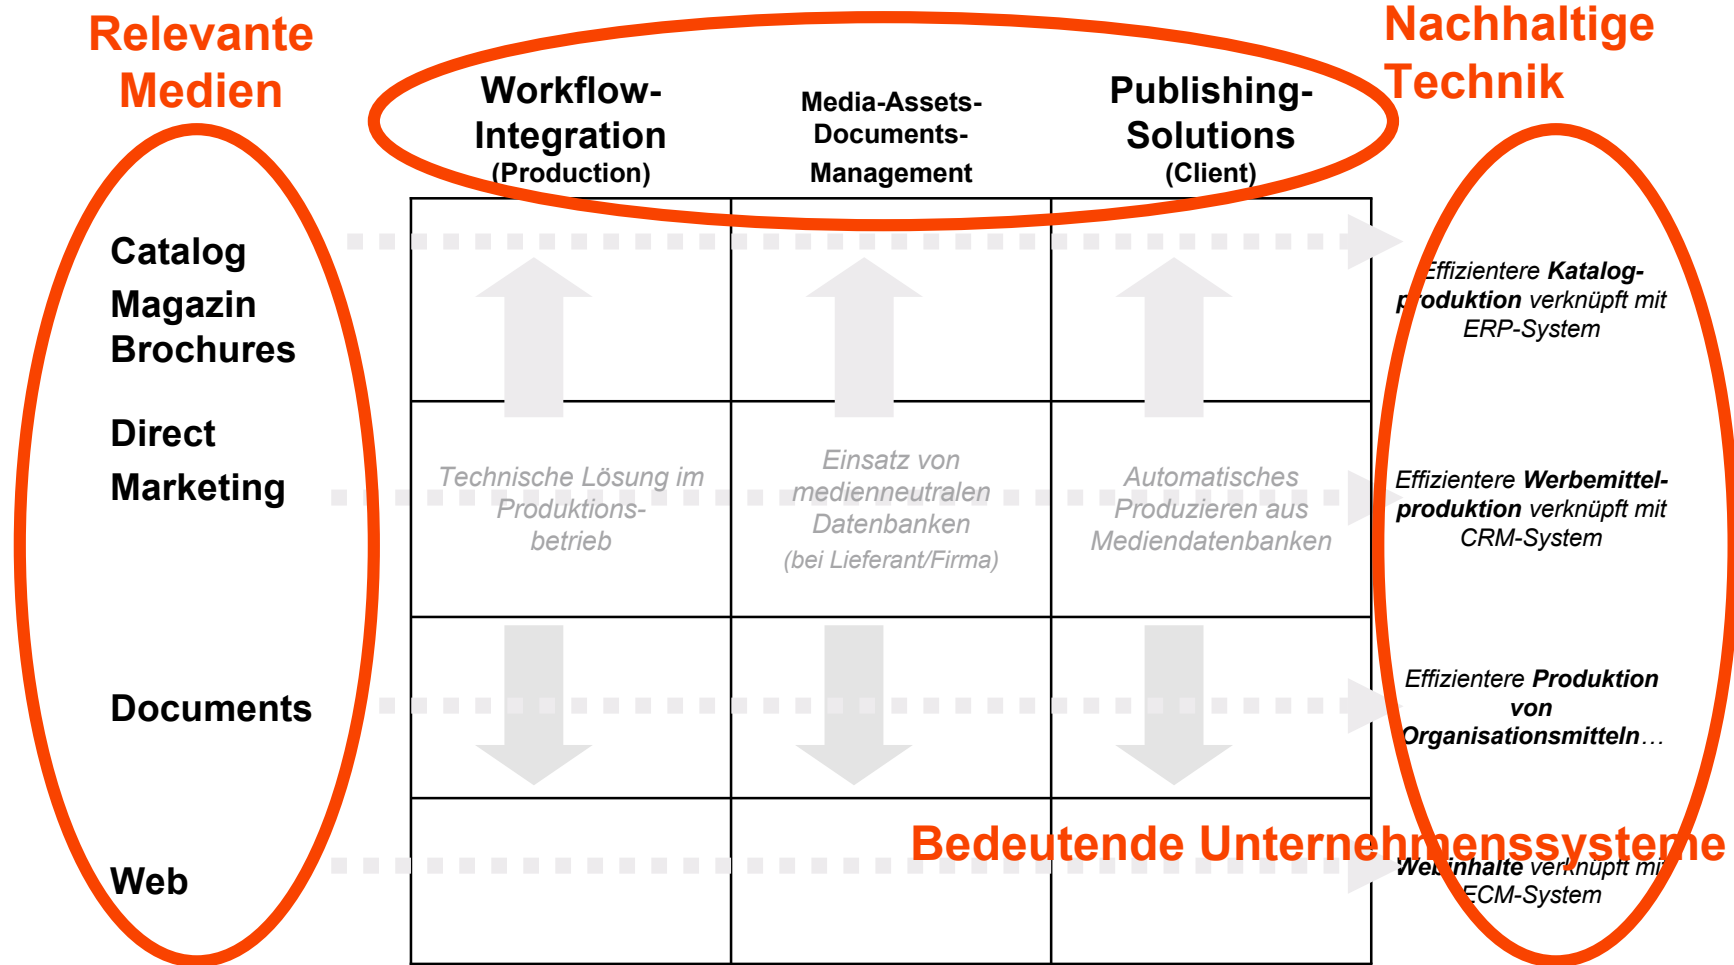 Relevante
Medien
Nachhaltige
Technik
Workflow-
Integration
(Production)
Media-Assets-
Documents-
Management
Publishing-
Solutions
(Client)
Catalog
Magazin
Brochures
Effizientere Katalog-
produktion verknüpft mit
ERP-System
Direct
Marketing
Technische Lösung im
Produktions-
betrieb
Einsatz von
medienneutralen
Datenbanken
(bei Lieferant/Firma)
Automatisches
Produzieren aus
Mediendatenbanken
Effizientere Werbemittel-
produktion verknüpft mit
CRM-System
Documents
Effizientere Produktion
von
Organisationsmitteln…
Bedeutende Unternehmenssysteme
Web
Webinhalte verknüpft mit
ECM-System